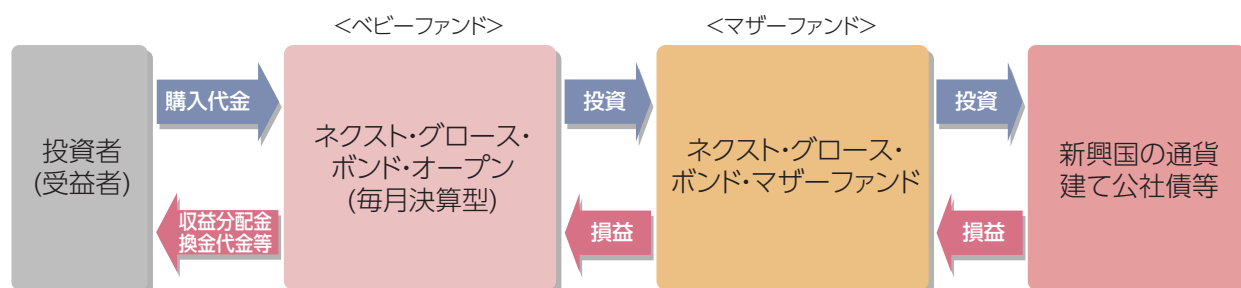 <ベビーファンド>
<マザーファンド>
投資者
(受益者)
購入代金
収益分配金
換金代金等
ネクスト・グロース・
ボンド・オープン
(毎月決算型)
投資
損益
ネクスト・グロース・
ボンド・マザーファンド
投資
損益
新興国の通貨
建て公社債等